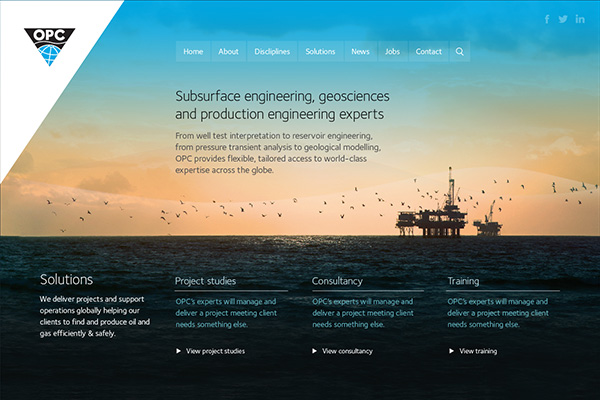 OPC
Home
About
Discliplines
Solutions
News
Jobs
Contact
Subsurface engineering, geosciences
and production engineering experts
From well test interpretation to reservoir engineering,
from pressure transient analysis to geological modelling,
OPC provides flexible, tailored access to world-class
expertise across the globe.
Solutions
We deliver projects and support
operations globally helping our
clients to find and produce oil and
gas efficiently & safely.
Project studies
OPC's experts will manage and
deliver a project meeting client
needs something else.
View project studies
Consultancy
OPC's experts will manage and
deliver a project meeting client
needs something else.
View consultancy
Training
OPC's experts will manage and
deliver a project meeting client
needs something else.
View training